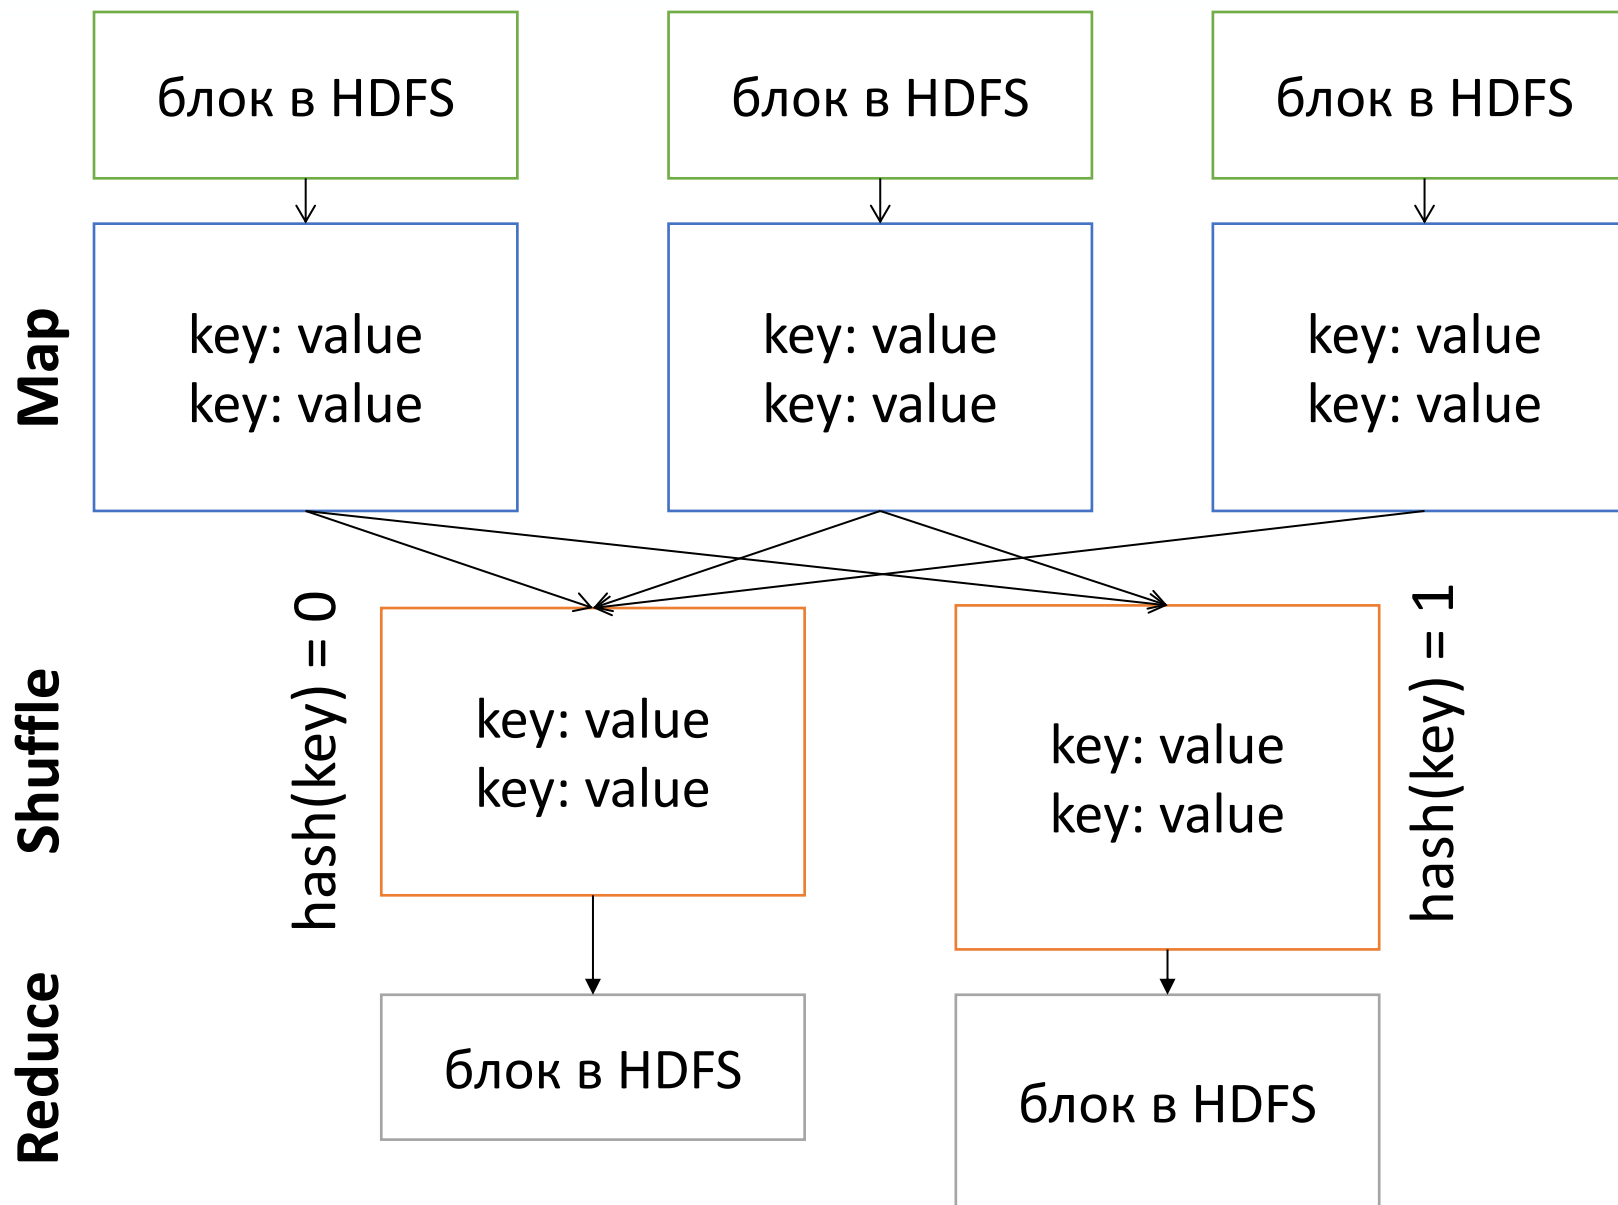 блок в HDFS
блок в HDFS
блок в HDFS
Map
key: value
key: value
key: value
key: value
key: value
key: value
Shuffle
hash(key) = 0
key: value
key: value
key: value
key: value
hash(key) = 1
Reduce
блок в HDFS
блок в HDFS